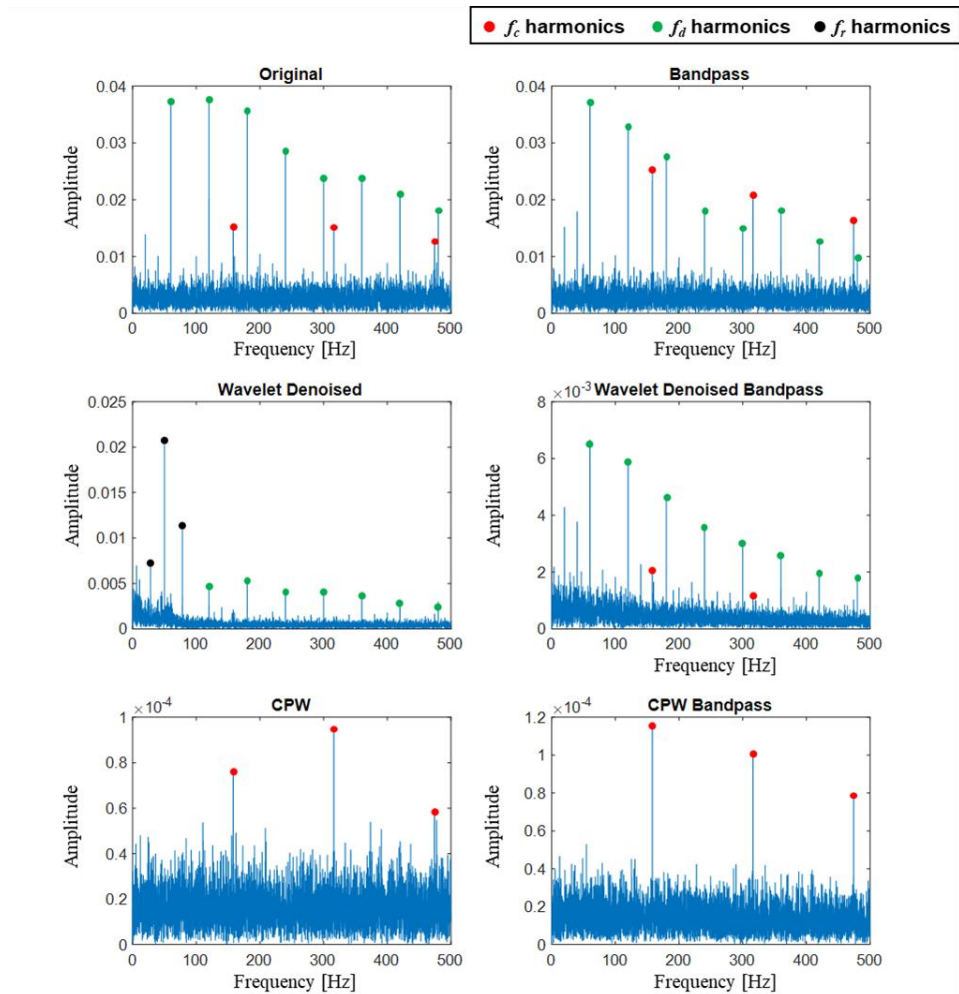 f_c harmonics f_d harmonics f_r harmonics
Original
0.04
0.03
0.02
0.01
0
Amplitude
0 100 200 300 400 500
Frequency [Hz]
Bandpass
0.04
0.03
0.02
0.01
0
Amplitude
0 100 200 300 400 500
Frequency [Hz]
Wavelet Denoised
0.025
0.02
0.015
0.01
0.005
0
Amplitude
0 100 200 300 400 500
Frequency [Hz]
×10⁻³ Wavelet Denoised Bandpass
8
6
4
2
0
Amplitude
0 100 200 300 400 500
Frequency [Hz]
CPW
×10⁻⁴
1
0.8
0.6
0.4
0.2
0
Amplitude
0 100 200 300 400 500
Frequency [Hz]
CPW Bandpass
×10⁻⁴
1.2
1
0.8
0.6
0.4
0.2
0
Amplitude
0 100 200 300 400 500
Frequency [Hz]